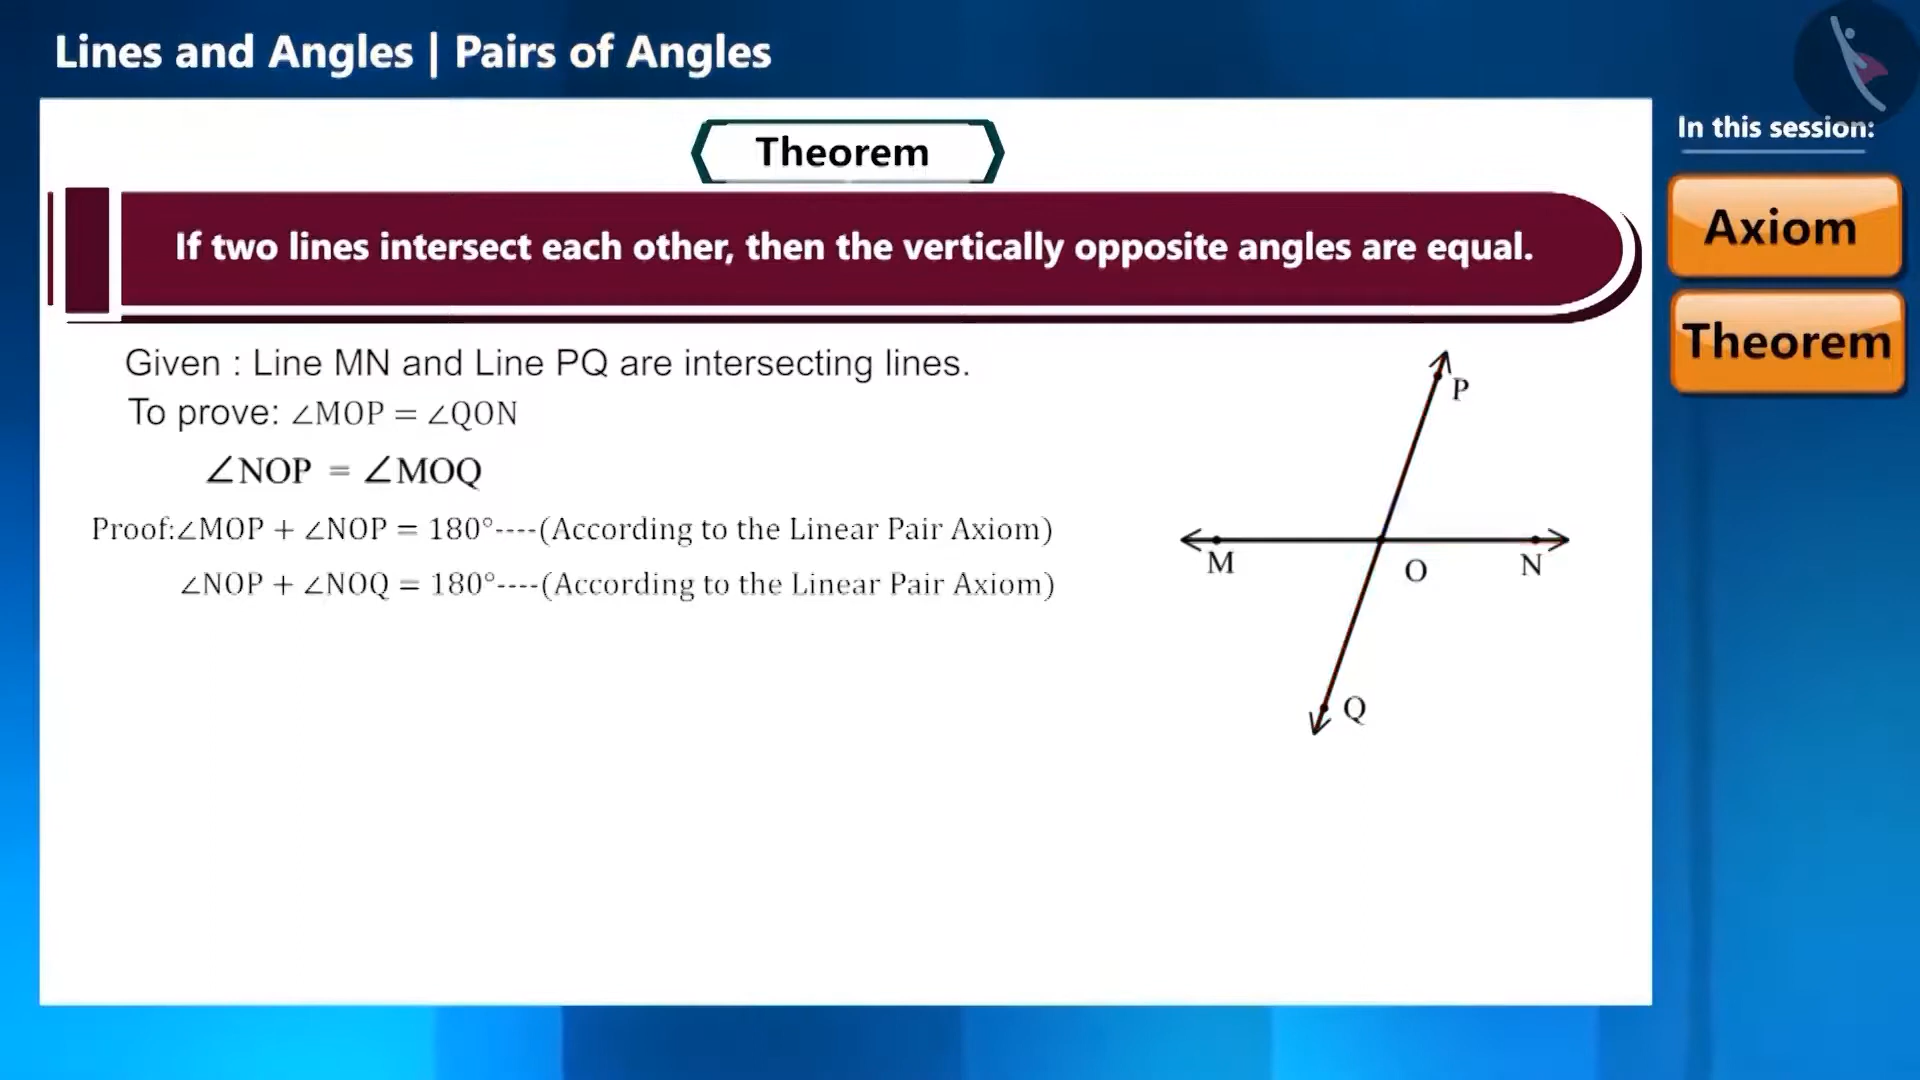 Lines and Angles | Pairs of Angles
In this session:
Axiom
Theorem
Theorem
If two lines intersect each other, then the vertically opposite angles are equal.
Given : Line MN and Line PQ are intersecting lines.
To prove: ∠MOP = ∠QON
∠NOP = ∠MOQ
Proof:∠MOP + ∠NOP = 180°----(According to the Linear Pair Axiom)
∠NOP + ∠NOQ = 180°----(According to the Linear Pair Axiom)
P
M
O
N
Q